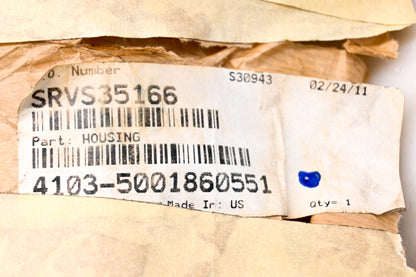 .o. Number S30943 02/24/11
SRVS35166
Part: HOUSING
4103-5001860551
Made In: US Qty= 1